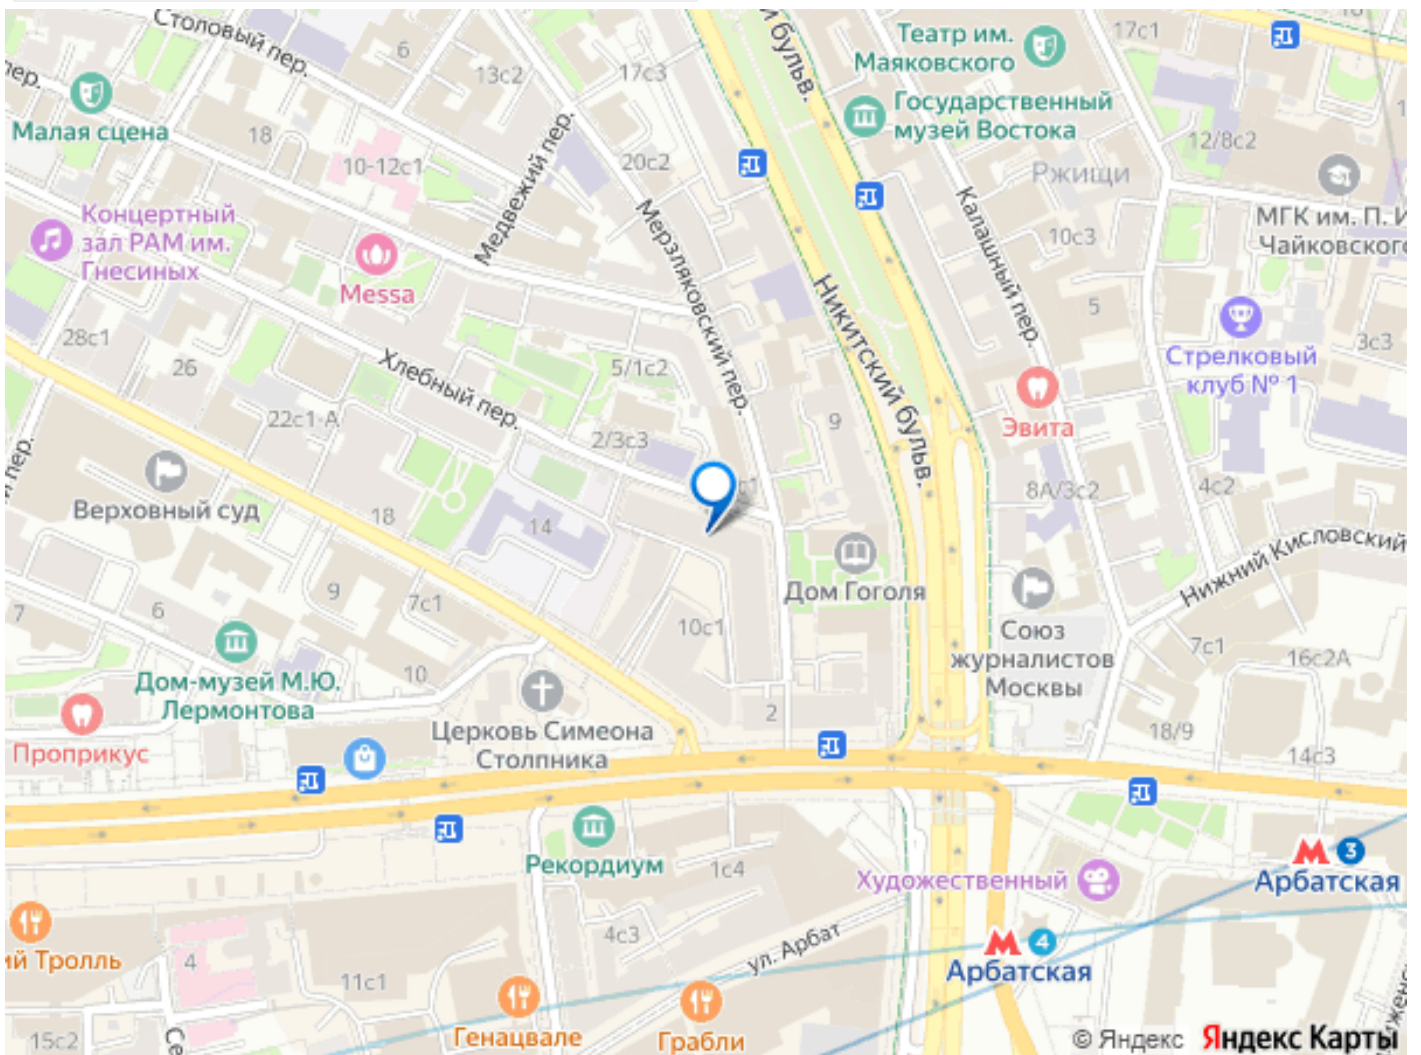 Столовый пер.
6
13с2
17с3
Театр им.
Маяковского
17с1
Государственный
музей Востока
12/8с2
пер.
Малая сцена
18
10-12с1
Медвежий пер.
20с2
Ржищи
Концертный
зал РАМ им.
Гнесиных
Messa
Мерзляковский пер.
Калашный пер.
10с3
МГК им. П. И
Чайковского
Никитский бульв.
5
28с1
26
Хлебный пер.
5/1с2
Стрелковый
клуб № 1
3с3
22с1-А
2/3с3
9
Эвита
Верховный суд
18
14
8А/3с2
4с2
Нижний Кисловский
Дом Гоголя
7
6
9
7с1
10с1
Союз
журналистов
Москвы
7с1
16с2А
Дом-музей М.Ю.
Лермонтова
10
2
Проприкус
Церковь Симеона
Столпника
18/9
14с3
Рекордиум
1с4
Художественный
3
Арбатская
4с3
ул. Арбат
4
Арбатская
ий Тролль
4
11с1
Генацвале
Грабли
15с2
© Яндекс Яндекс Карты